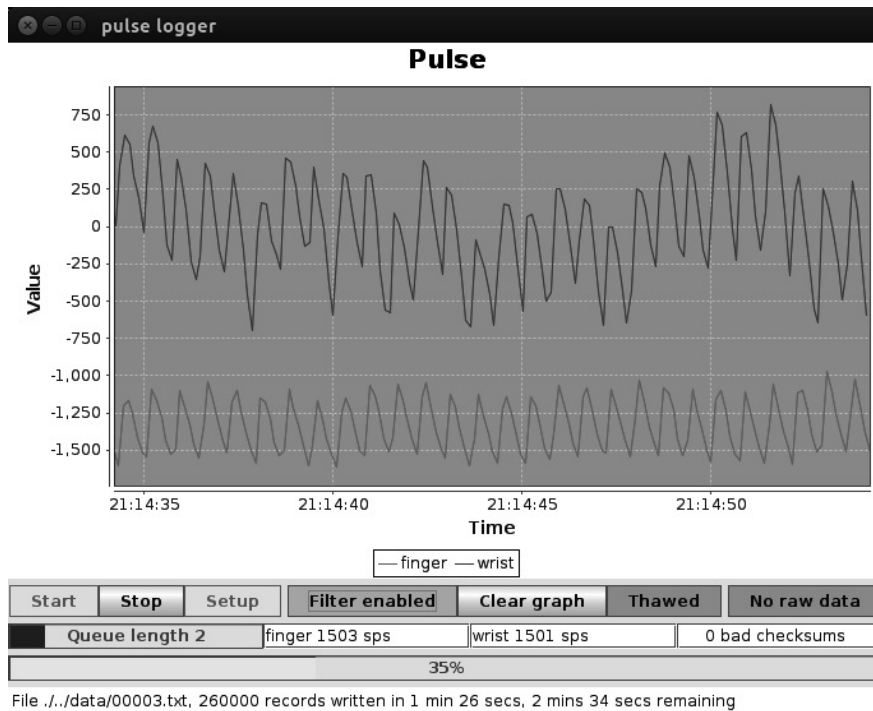 pulse logger
Pulse
Value
750
500
250
0
-250
-500
-750
-1,000
-1,250
-1,500
21:14:35 21:14:40 21:14:45 21:14:50
Time
finger wrist
Start Stop Setup Filter enabled Clear graph Thawed No raw data
Queue length 2 finger 1503 sps wrist 1501 sps 0 bad checksums
35%
File ./../data/00003.txt, 260000 records written in 1 min 26 secs, 2 mins 34 secs remaining